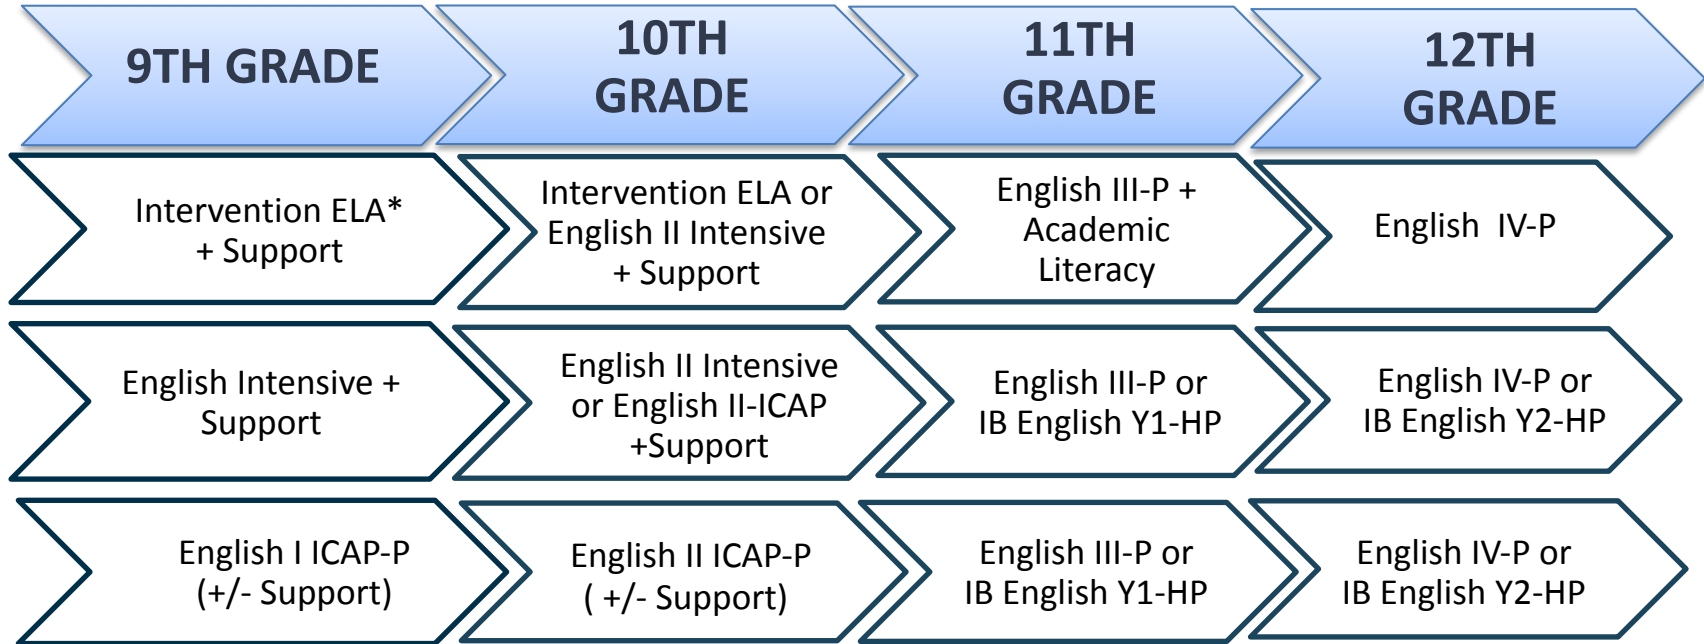 9TH GRADE
10TH
GRADE
11TH
GRADE
12TH
GRADE
Intervention ELA*
+ Support
Intervention ELA or
English II Intensive
+ Support
English III-P +
Academic
Literacy
English IV-P
English Intensive +
Support
English II Intensive
or English II-ICAP
+Support
English III-P or
IB English Y1-HP
English IV-P or
IB English Y2-HP
English I ICAP-P
(+/- Support)
English II ICAP-P
( +/- Support)
English III-P or
IB English Y1-HP
English IV-P or
IB English Y2-HP